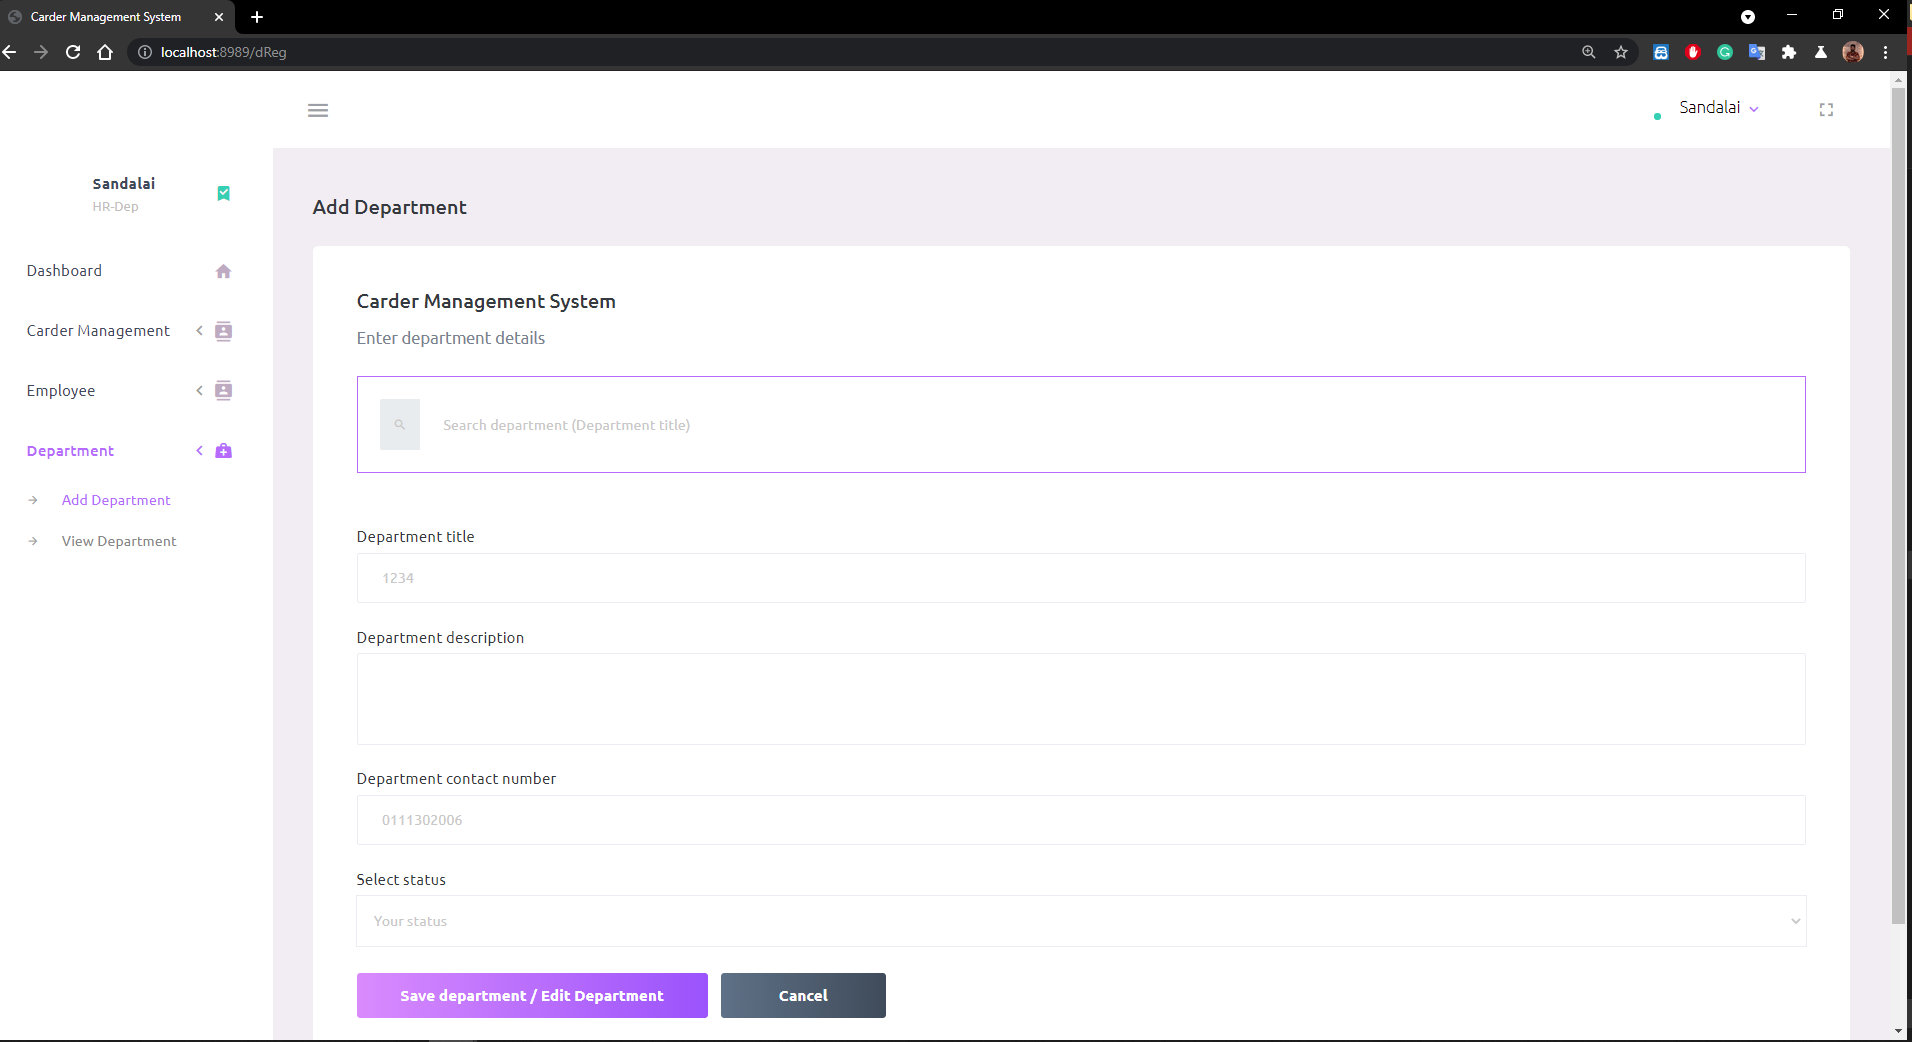 Carder Management System
localhost:8989/dReg
Sandalai
Sandalai
HR-Dep
Dashboard
Carder Management
Employee
Department
Add Department
View Department
Add Department
Carder Management System
Enter department details
Search department (Department title)
Department title
1234
Department description
Department contact number
0111302006
Select status
Your status
Save department / Edit Department
Cancel